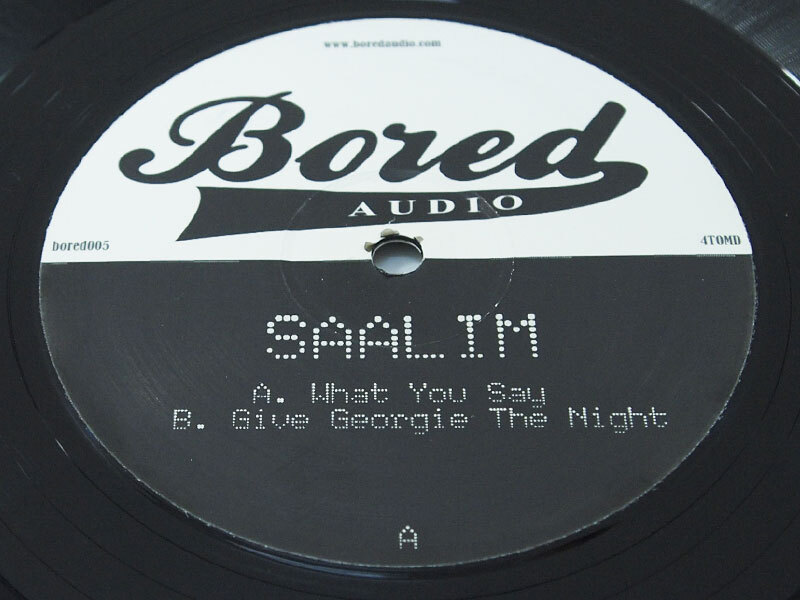 www.boredaudio.com
Bored
AUDIO
bored005
4TOMD
SAALIM
A. What You Say
B. Give Georgie The Night
A